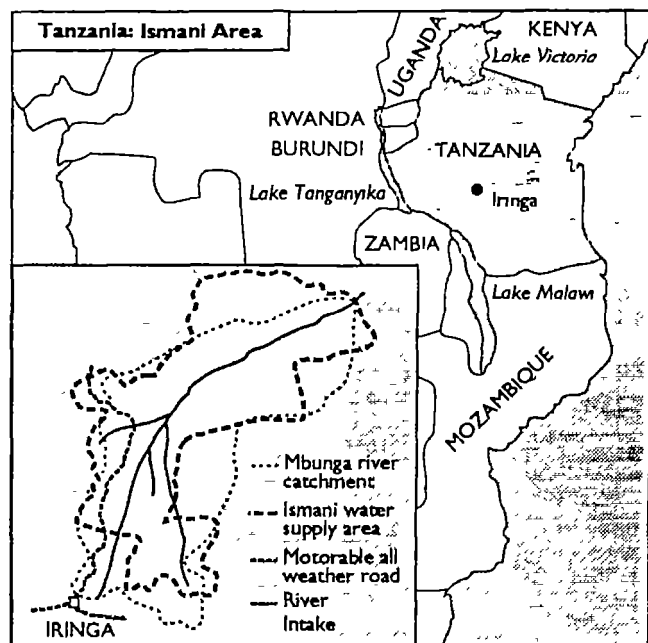 Tanzania: Ismani Area
KENYA
Lake Victoria
UGANDA
RWANDA
BURUNDI
TANZANIA
Lake Tanganyika
Iringa
ZAMBIA
Lake Malawi
MOZAMBIQUE
Mbunga river
catchment
Ismani water
supply area
Motorable all
weather road
River
Intake
IRINGA